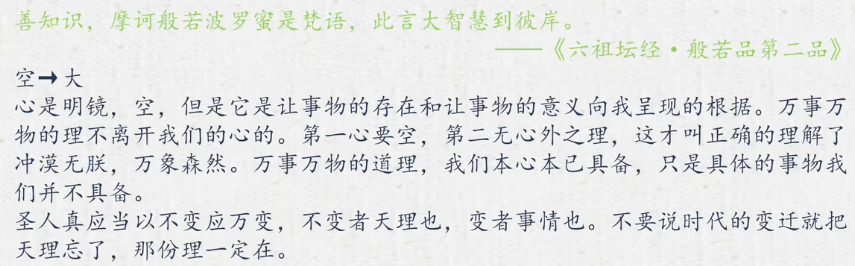 善知识，摩诃般若波罗蜜是梵语，此言大智慧到彼岸。
——《六祖坛经·般若品第二品》
空→大
心是明镜，空，但是它是让事物的存在和让事物的意义向我呈现的根据。万事万
物的理不离开我们的心的。第一心要空，第二无心外之理，这才叫正确的理解了
冲漠无朕，万象森然。万事万物的道理，我们本心本已具备，只是具体的事物我
们并不具备。
圣人真应当以不变应万变，不变者天理也，变者事情也。不要说时代的变迁就把
天理忘了，那份理一定在。